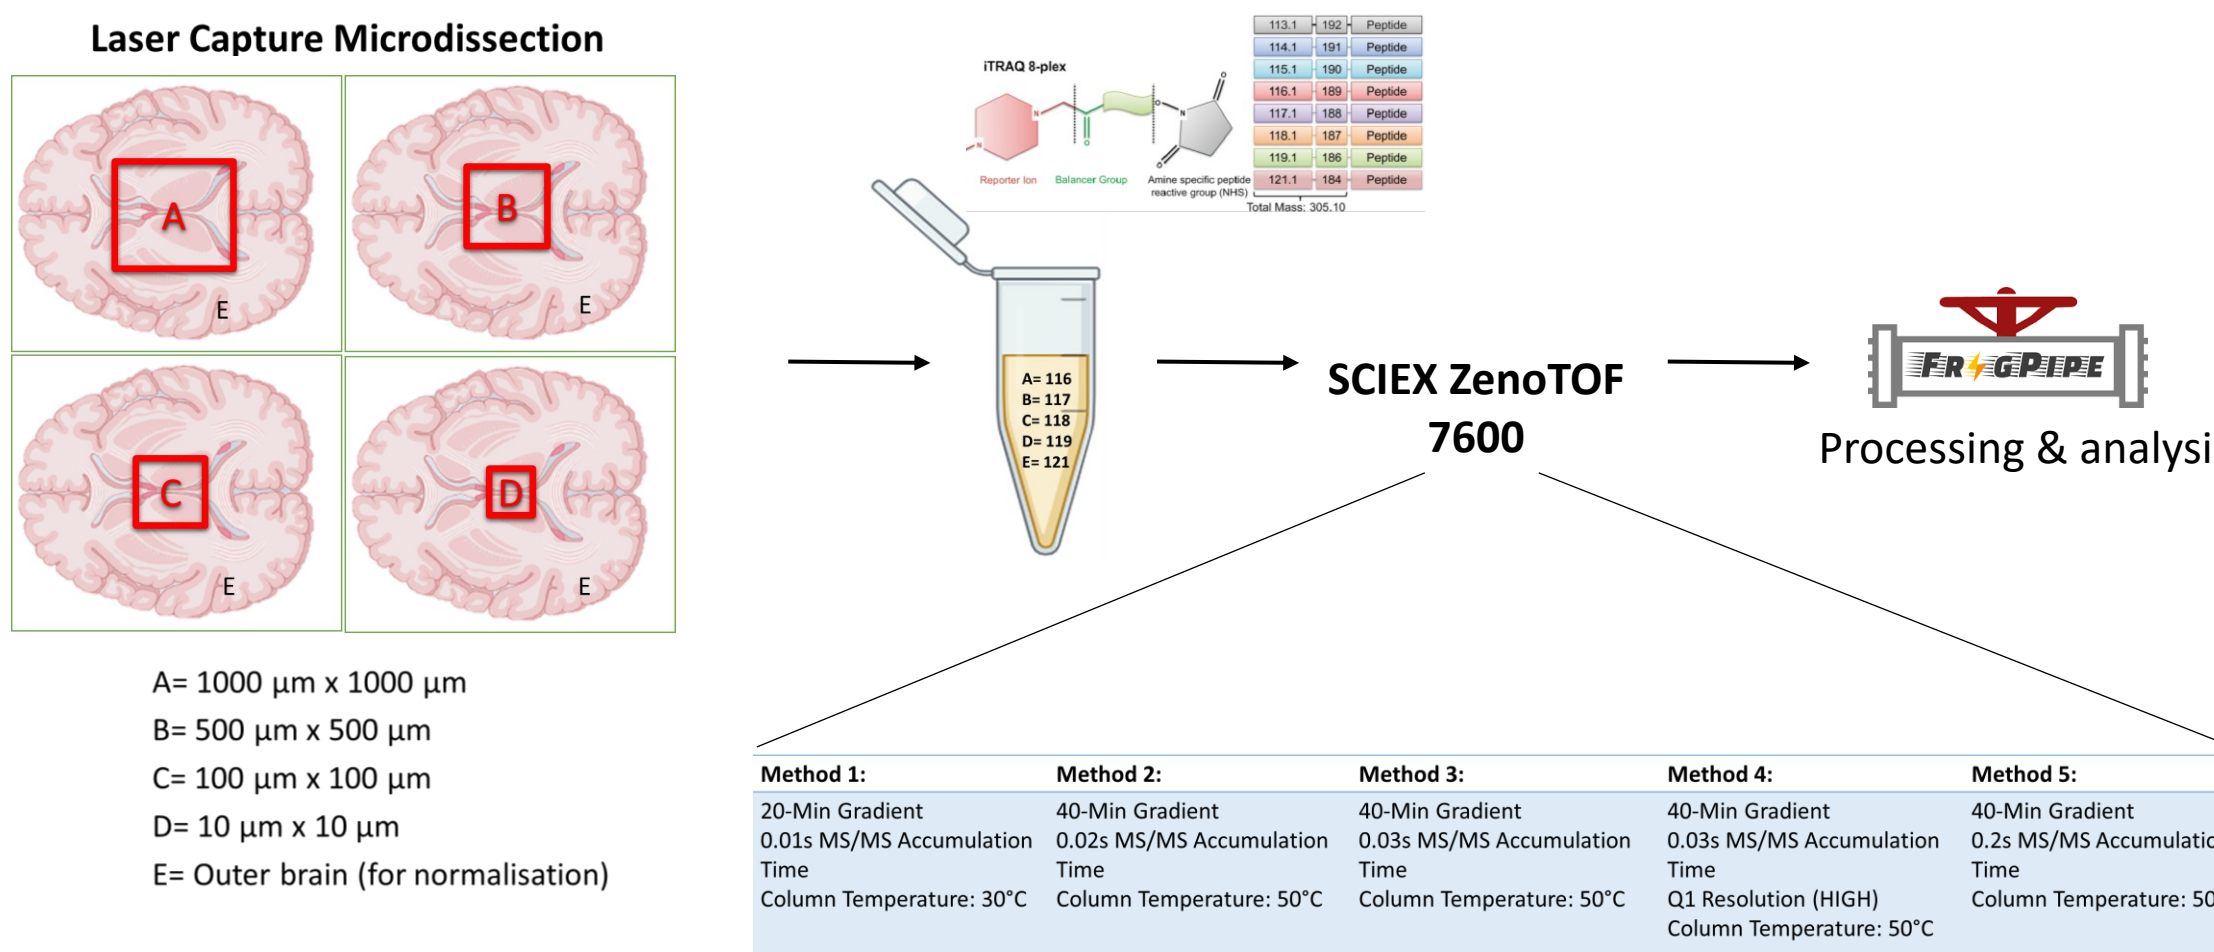 Laser Capture Microdissection
A
E
B
E
C
E
D
E
A= 1000 µm x 1000 µm
B= 500 µm x 500 µm
C= 100 µm x 100 µm
D= 10 µm x 10 µm
E= Outer brain (for normalisation)
iTRAQ 8-plex
N
N
O
O
N
O
O
Reporter Ion
Balancer Group
Amine specific peptide
reactive group (NHS)
113.1 192 Peptide
114.1 191 Peptide
115.1 190 Peptide
116.1 189 Peptide
117.1 188 Peptide
118.1 187 Peptide
119.1 186 Peptide
121.1 184 Peptide
Total Mass: 305.10
A= 116
B= 117
C= 118
D= 119
E= 121
SCIEX ZenoTOF
7600
FRAGPIPE
Processing & analysi
Method 1:
20-Min Gradient
0.01s MS/MS Accumulation
Time
Column Temperature: 30°C
Method 2:
40-Min Gradient
0.02s MS/MS Accumulation
Time
Column Temperature: 50°C
Method 3:
40-Min Gradient
0.03s MS/MS Accumulation
Time
Column Temperature: 50°C
Method 4:
40-Min Gradient
0.03s MS/MS Accumulation
Time
Q1 Resolution (HIGH)
Column Temperature: 50°C
Method 5:
40-Min Gradient
0.2s MS/MS Accumulatio
Time
Column Temperature: 50